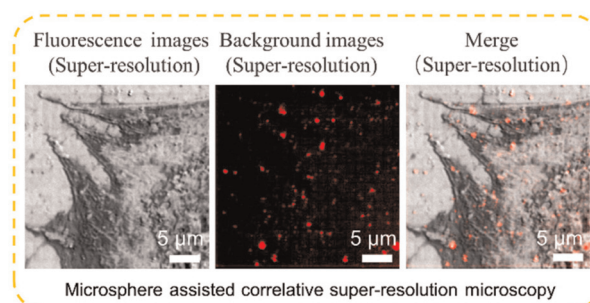 Fluorescence images
(Super-resolution)
Background images
(Super-resolution)
Merge
(Super-resolution)
5 μm
5 μm
5 μm
Microsphere assisted correlative super-resolution microscopy